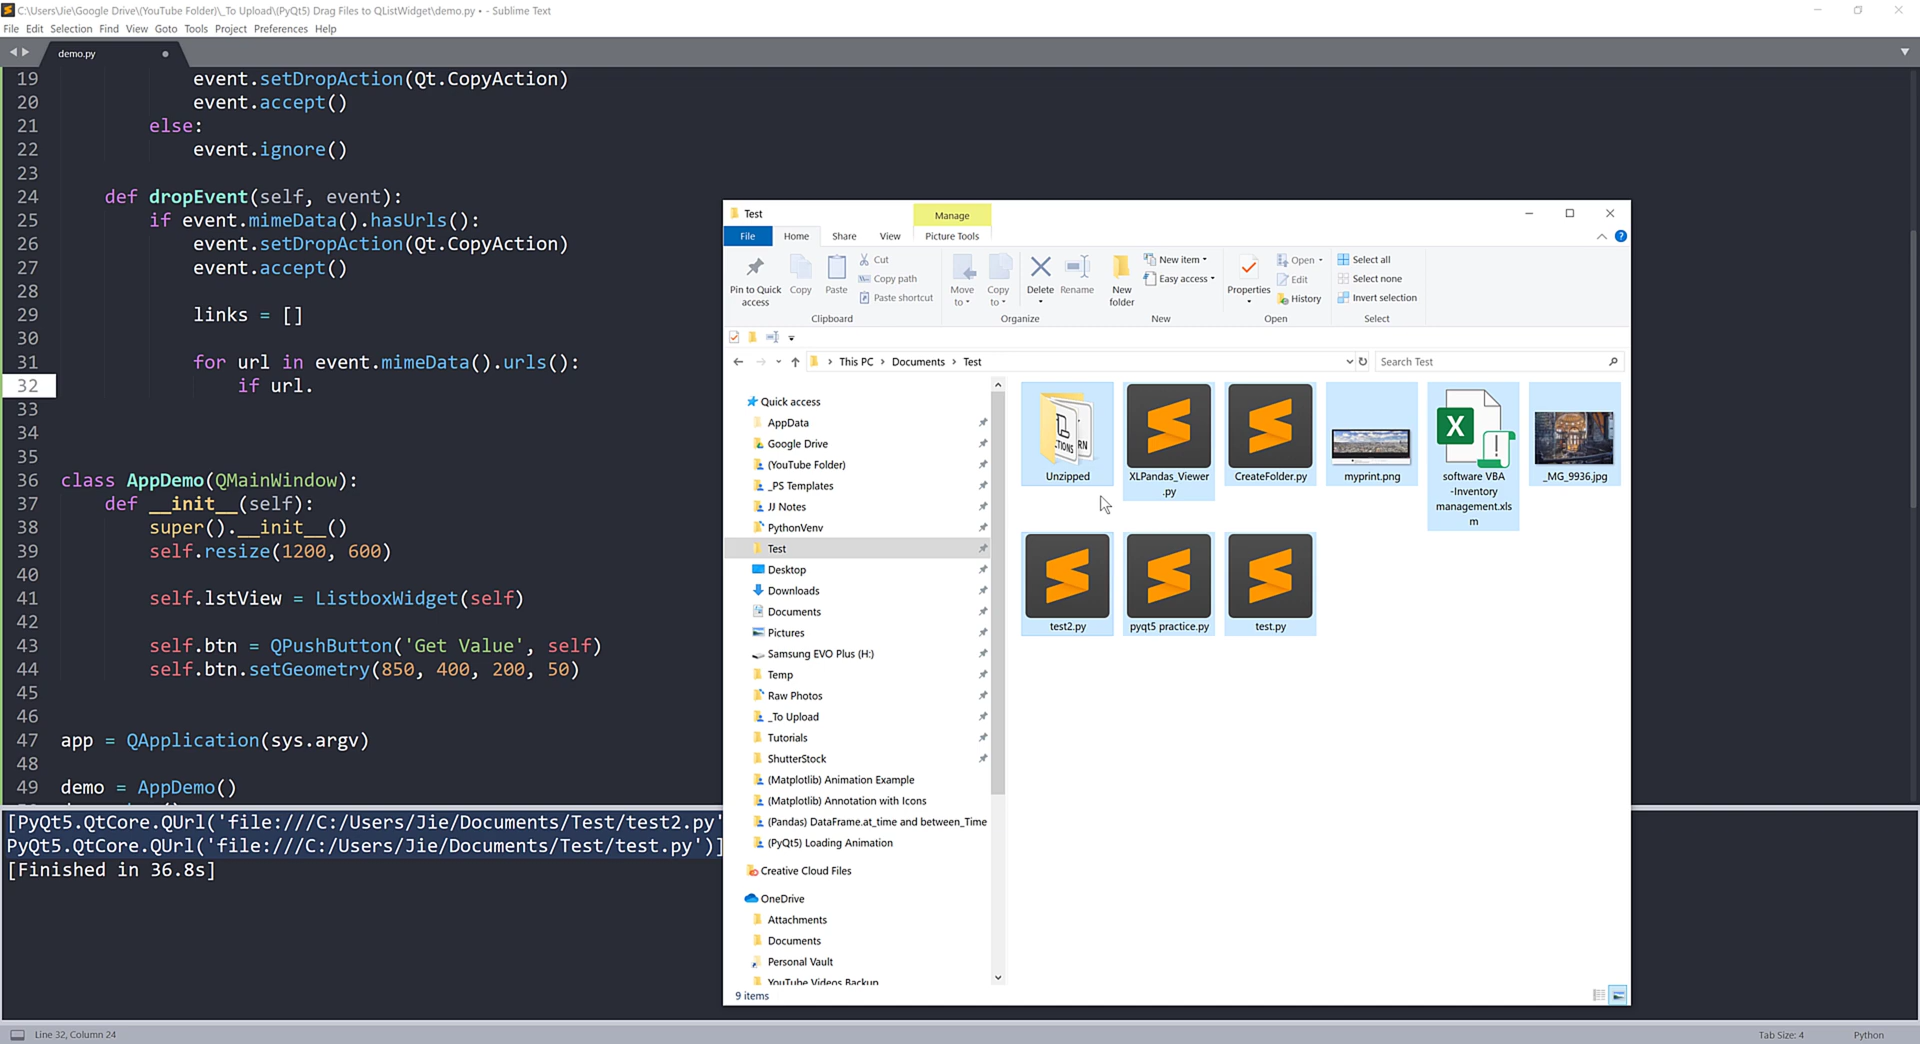 C:\Users\Jie\Google Drive\(YouTube Folder)\_To Upload\(PyQt5) Drag Files to QListWidget\demo.py • - Sublime Text
File Edit Selection Find View Goto Tools Project Preferences Help
demo.py
19 event.setDropAction(Qt.CopyAction)
20 event.accept()
21 else:
22 event.ignore()
23
24 def dropEvent(self, event):
25 if event.mimeData().hasUrls():
26 event.setDropAction(Qt.CopyAction)
27 event.accept()
28
29 links = []
30
31 for url in event.mimeData().urls():
32 if url.
33
34
35
36 class AppDemo(QMainWindow):
37 def __init__(self):
38 super().__init__()
39 self.resize(1200, 600)
40
41 self.lstView = ListboxWidget(self)
42
43 self.btn = QPushButton('Get Value', self)
44 self.btn.setGeometry(850, 400, 200, 50)
45
46
47 app = QApplication(sys.argv)
48
49 demo = AppDemo()
[PyQt5.QtCore.QUrl('file:///C:/Users/Jie/Documents/Test/test2.py'
PyQt5.QtCore.QUrl('file:///C:/Users/Jie/Documents/Test/test.py')]
[Finished in 36.8s]
Line 32, Column 24
Tab Size: 4
Python
Test
Manage
File Home Share View Picture Tools
Pin to Quick access
Copy
Paste
Cut
Copy path
Paste shortcut
Clipboard
Move to
Copy to
Delete
Rename
Organize
New folder
New item
Easy access
New
Properties
Open
Edit
History
Open
Select all
Select none
Invert selection
Select
This PC > Documents > Test
Search Test
Quick access
AppData
Google Drive
(YouTube Folder)
_PS Templates
JJ Notes
PythonVenv
Test
Desktop
Downloads
Documents
Pictures
Samsung EVO Plus (H:)
Temp
Raw Photos
_To Upload
Tutorials
ShutterStock
(Matplotlib) Animation Example
(Matplotlib) Annotation with Icons
(Pandas) DataFrame.at_time and between_Time
(PyQt5) Loading Animation
Creative Cloud Files
OneDrive
Attachments
Documents
Personal Vault
YouTube Videos Backup
Unzipped
XLPandas_Viewer
.py
CreateFolder.py
myprint.png
software VBA
-Inventory
management.xls
m
_MG_9936.jpg
test2.py
pyqt5 practice.py
test.py
9 items